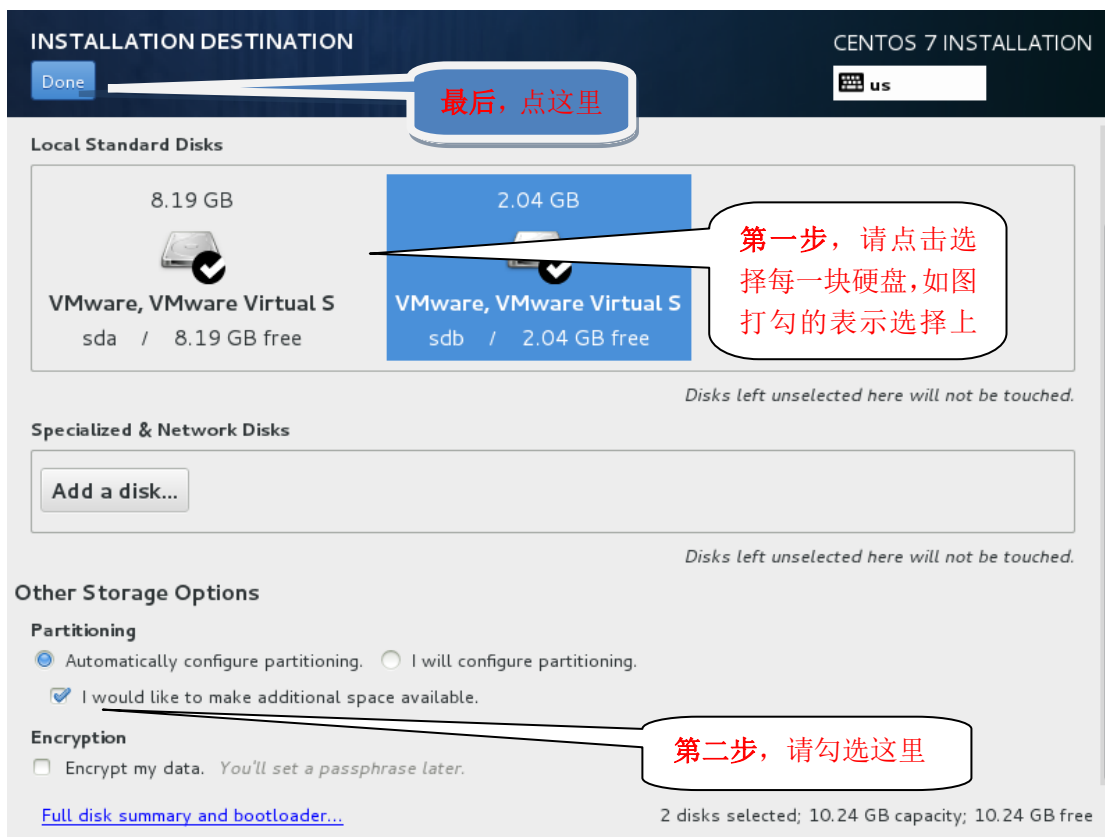 INSTALLATION DESTINATION
CENTOS 7 INSTALLATION
Done
us
最后，点这里
Local Standard Disks
8.19 GB
2.04 GB
第一步，请点击选
择每一块硬盘,如图
打勾的表示选择上
VMware, VMware Virtual S
VMware, VMware Virtual S
sda / 8.19 GB free
sdb / 2.04 GB free
Disks left unselected here will not be touched.
Specialized & Network Disks
Add a disk...
Disks left unselected here will not be touched.
Other Storage Options
Partitioning
Automatically configure partitioning. I will configure partitioning.
I would like to make additional space available.
第二步，请勾选这里
Encryption
Encrypt my data. You'll set a passphrase later.
Full disk summary and bootloader...
2 disks selected; 10.24 GB capacity; 10.24 GB free